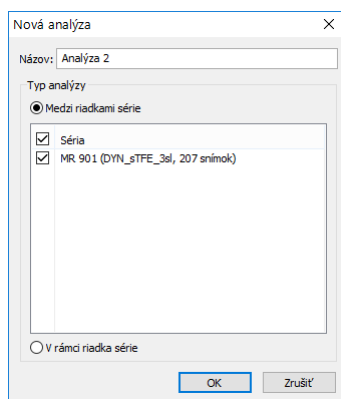 Nová analýza
Názov: Analýza 2
Typ analýzy
Medzi riadkami série
Séria
MR 901 (DYN_sTFE_3sl, 207 snímok)
V rámci riadka série
OK Zrušiť